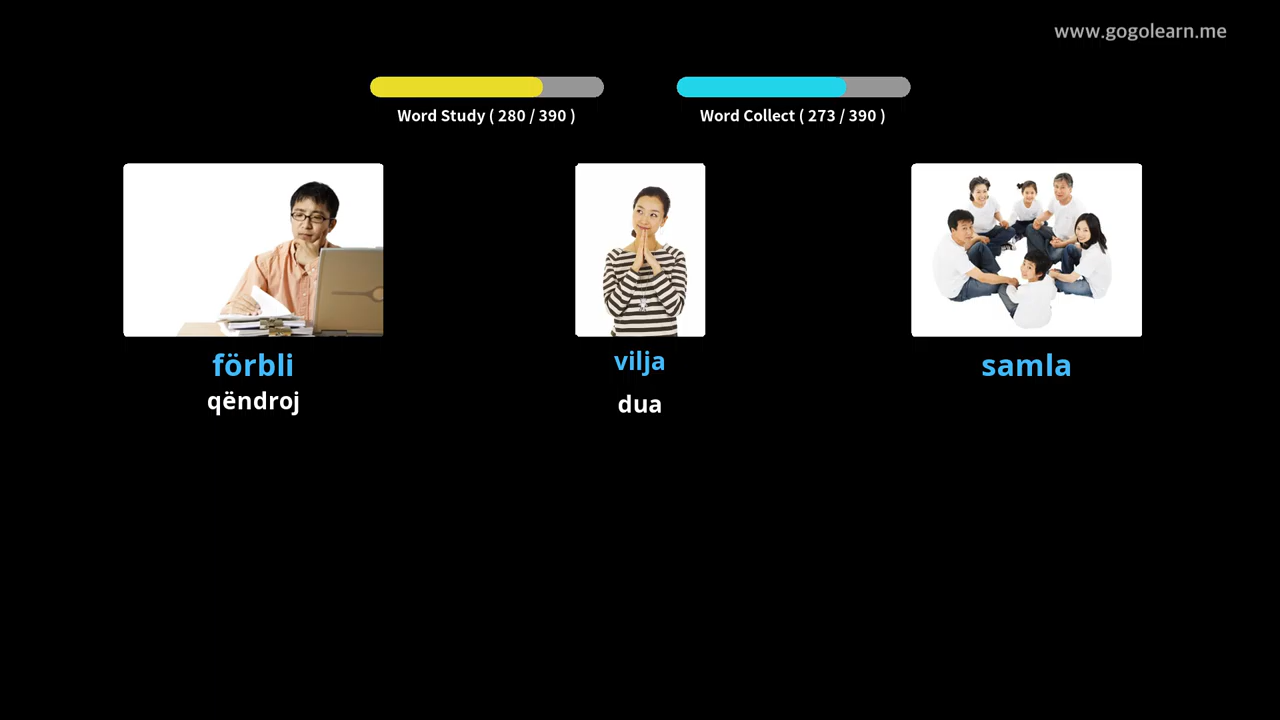 www.gogolearn.me
Word Study ( 280 / 390 )
Word Collect ( 273 / 390 )
förbli
qëndroj
vilja
dua
samla